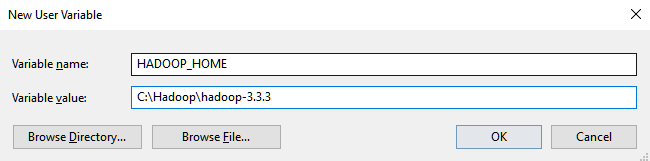 New User Variable
Variable name: HADOOP_HOME
Variable value: C:\Hadoop\hadoop-3.3.3
Browse Directory... Browse File... OK Cancel